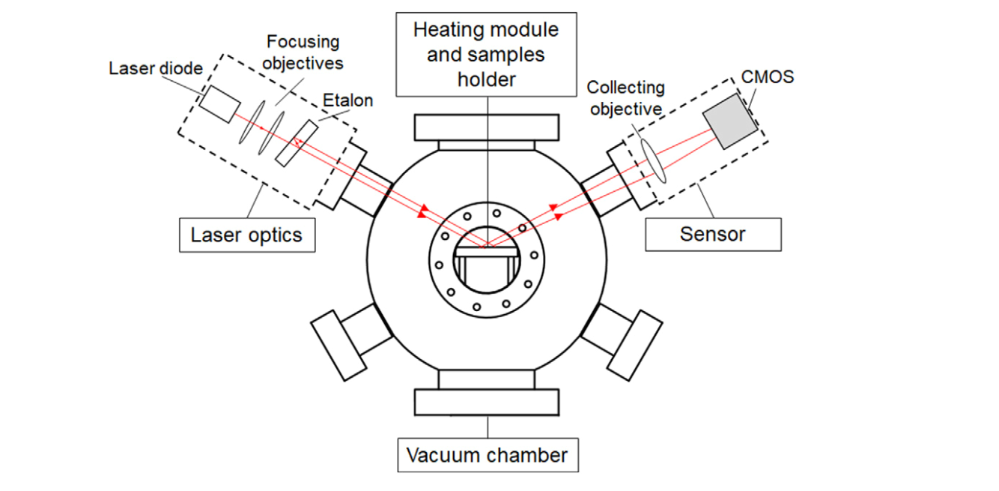 Heating module
and samples
holder
Focusing
objectives
Laser diode
Etalon
CMOS
Collecting
objective
Laser optics
Sensor
Vacuum chamber